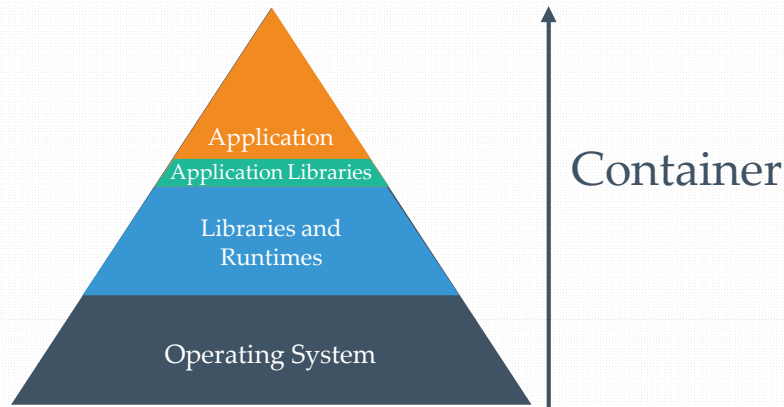 Application
Application Libraries
Libraries and
Runtimes
Operating System
Container